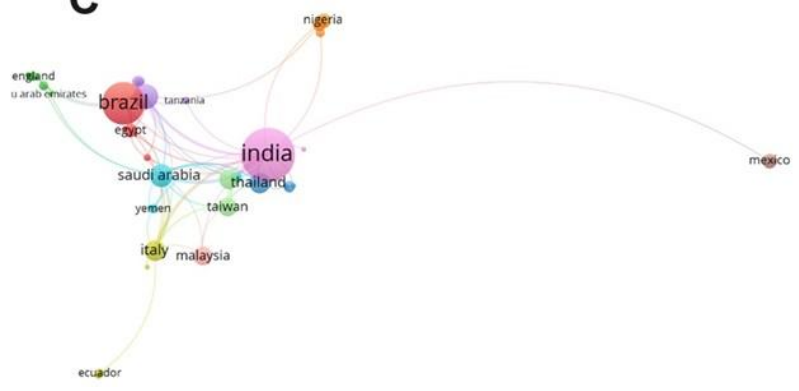 C
nigeria
england
u arab emirates
brazil
tanzania
egypt
india
mexico
saudi arabia
thailand
yemen
taiwan
italy
malaysia
ecuador